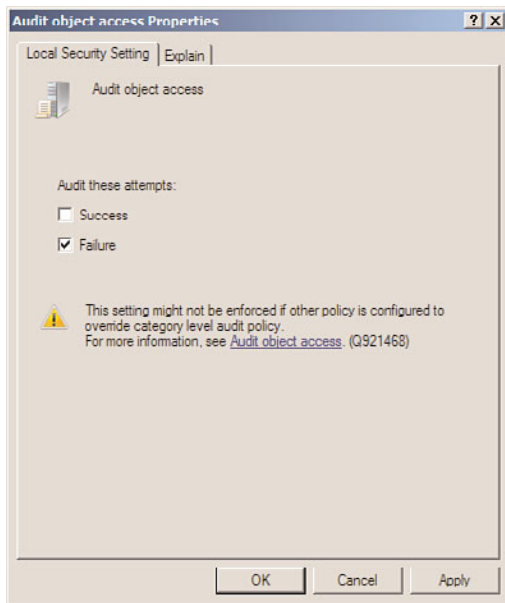 Audit object access Properties
? X
Local Security Setting
Explain
Audit object access
Audit these attempts:
Success
Failure
This setting might not be enforced if other policy is configured to
override category level audit policy.
For more information, see Audit object access. (Q921468)
OK
Cancel
Apply